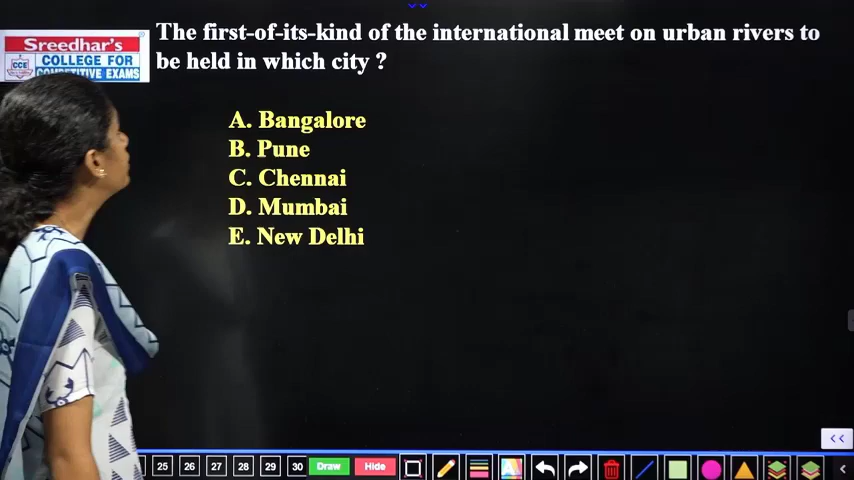 The first-of-its-kind of the international meet on urban rivers to
be held in which city ?
Sreedhar's
CCE
COLLEGE FOR
COMPETITIVE EXAMS
A. Bangalore
B. Pune
C. Chennai
D. Mumbai
E. New Delhi
25 26 27 28 29 30 Draw Hide